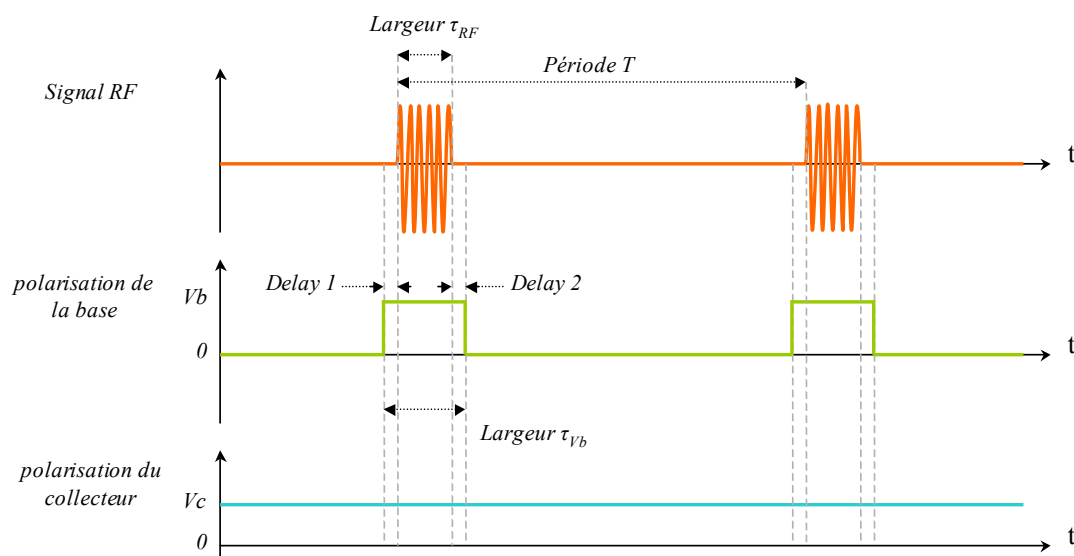 Largeur τRF
Période T
Signal RF
t
polarisation de
la base
Vb
Delay 1
Delay 2
0
t
Largeur τVb
polarisation du
collecteur
Vc
0
t